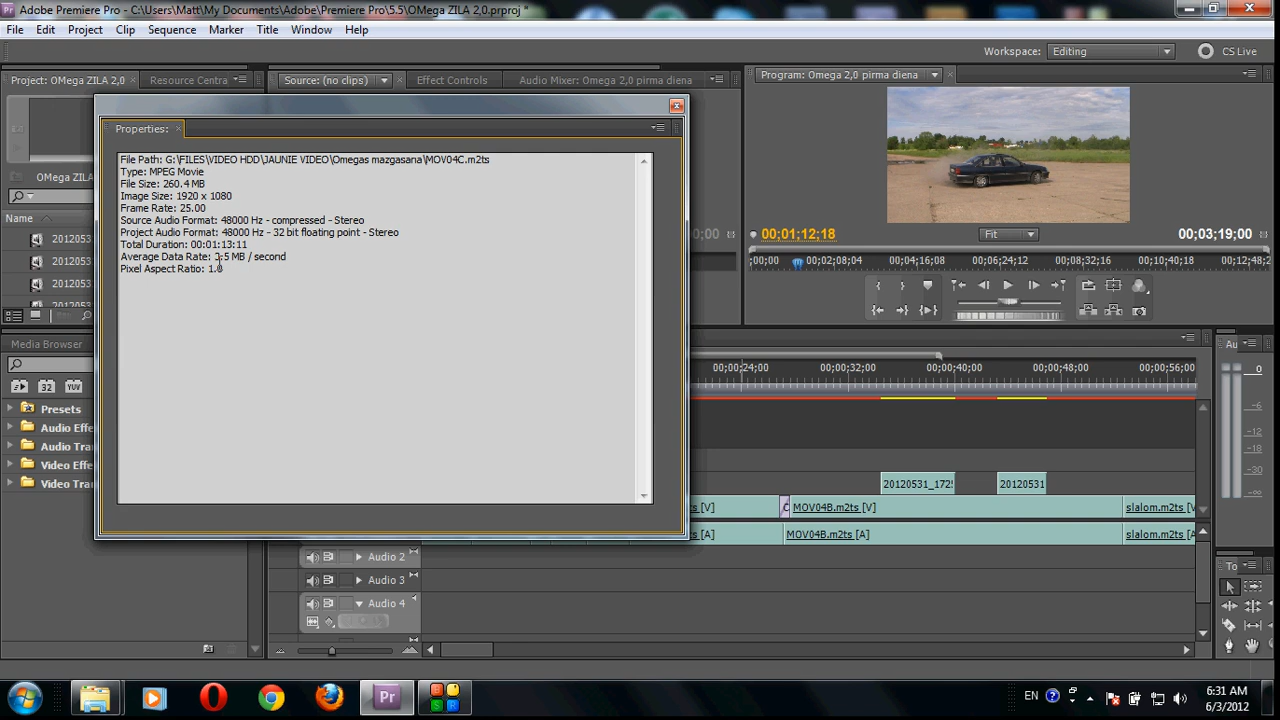 Adobe Premiere Pro - C:\Users\Matt\My Documents\Adobe\Premiere Pro\5.5\OMega ZILA 2,0.prproj *
File Edit Project Clip Sequence Marker Title Window Help
Workspace: Editing CS Live
Project: OMega ZILA 2,0
Resource Centra
Source: (no clips)
Effect Controls
Audio Mixer: Omega 2,0 pirma diena
Program: Omega 2,0 pirma diena
Properties:
File Path: G:\FILES\VIDEO HDD\JAUNIE VIDEO\Omegas mazgasana\MOV04C.m2ts
Type: MPEG Movie
File Size: 260.4 MB
Image Size: 1920 x 1080
Frame Rate: 25.00
Source Audio Format: 48000 Hz - compressed - Stereo
Project Audio Format: 48000 Hz - 32 bit floating point - Stereo
Total Duration: 00:01:13:11
Average Data Rate: 3.5 MB / second
Pixel Aspect Ratio: 1.0
OMega ZILA
Name
20120531
2012053
2012053
20120531
00;01;12;18
Fit
00;03;19;00
;00;00 00;02;08;04 00;04;16;08 00;06;24;12 00;08;32;16 00;10;40;18 00;12;48;2
Media Browser
Presets
Audio Effe
Audio Tra
Video Effe
Video Tra
00;00;24;00 00;00;32;00 00;00;40;00 00;00;48;00 00;00;56;00
20120531_172!
20120531
ts [V]
MOV04B.m2ts [V]
slalom.m2ts [V
s [A]
MOV04B.m2ts [A]
slalom.m2ts [A]
Audio 2
Audio 3
Audio 4
Au
0
-6
-12
-18
-30
-∞
To
Pr
EN
6:31 AM
6/3/2012